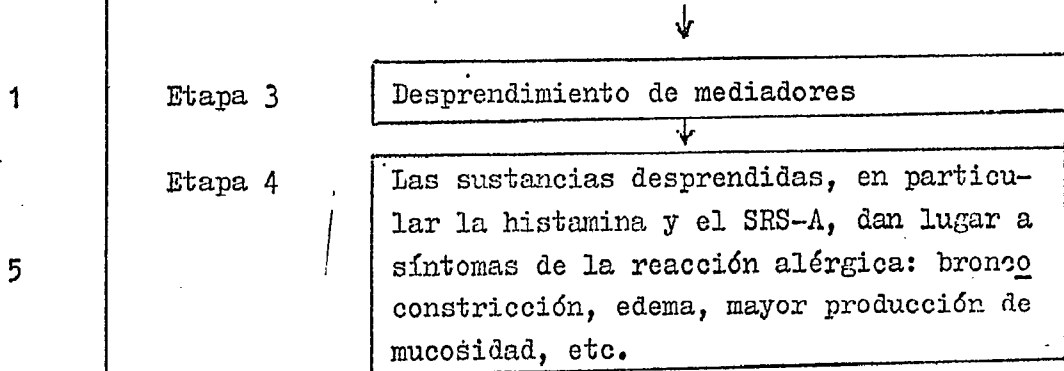 ↓
1 Etapa 3 Desprendimiento de mediadores
↓
Etapa 4 Las sustancias desprendidas, en particu-
lar la histamina y el SRS-A, dan lugar a
5 síntomas de la reacción alérgica: bronco
constricción, edema, mayor producción de
mucosidad, etc.